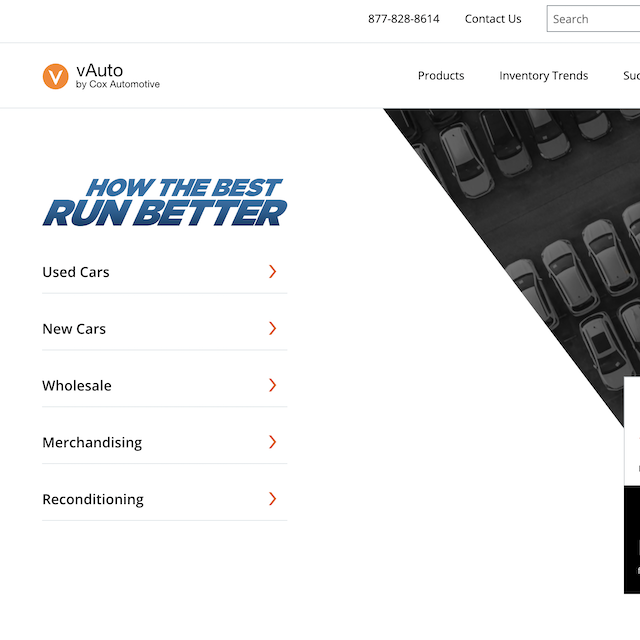 877-828-8614 Contact Us Search
vAuto
by Cox Automotive
Products Inventory Trends
HOW THE BEST
RUN BETTER
Used Cars
New Cars
Wholesale
Merchandising
Reconditioning